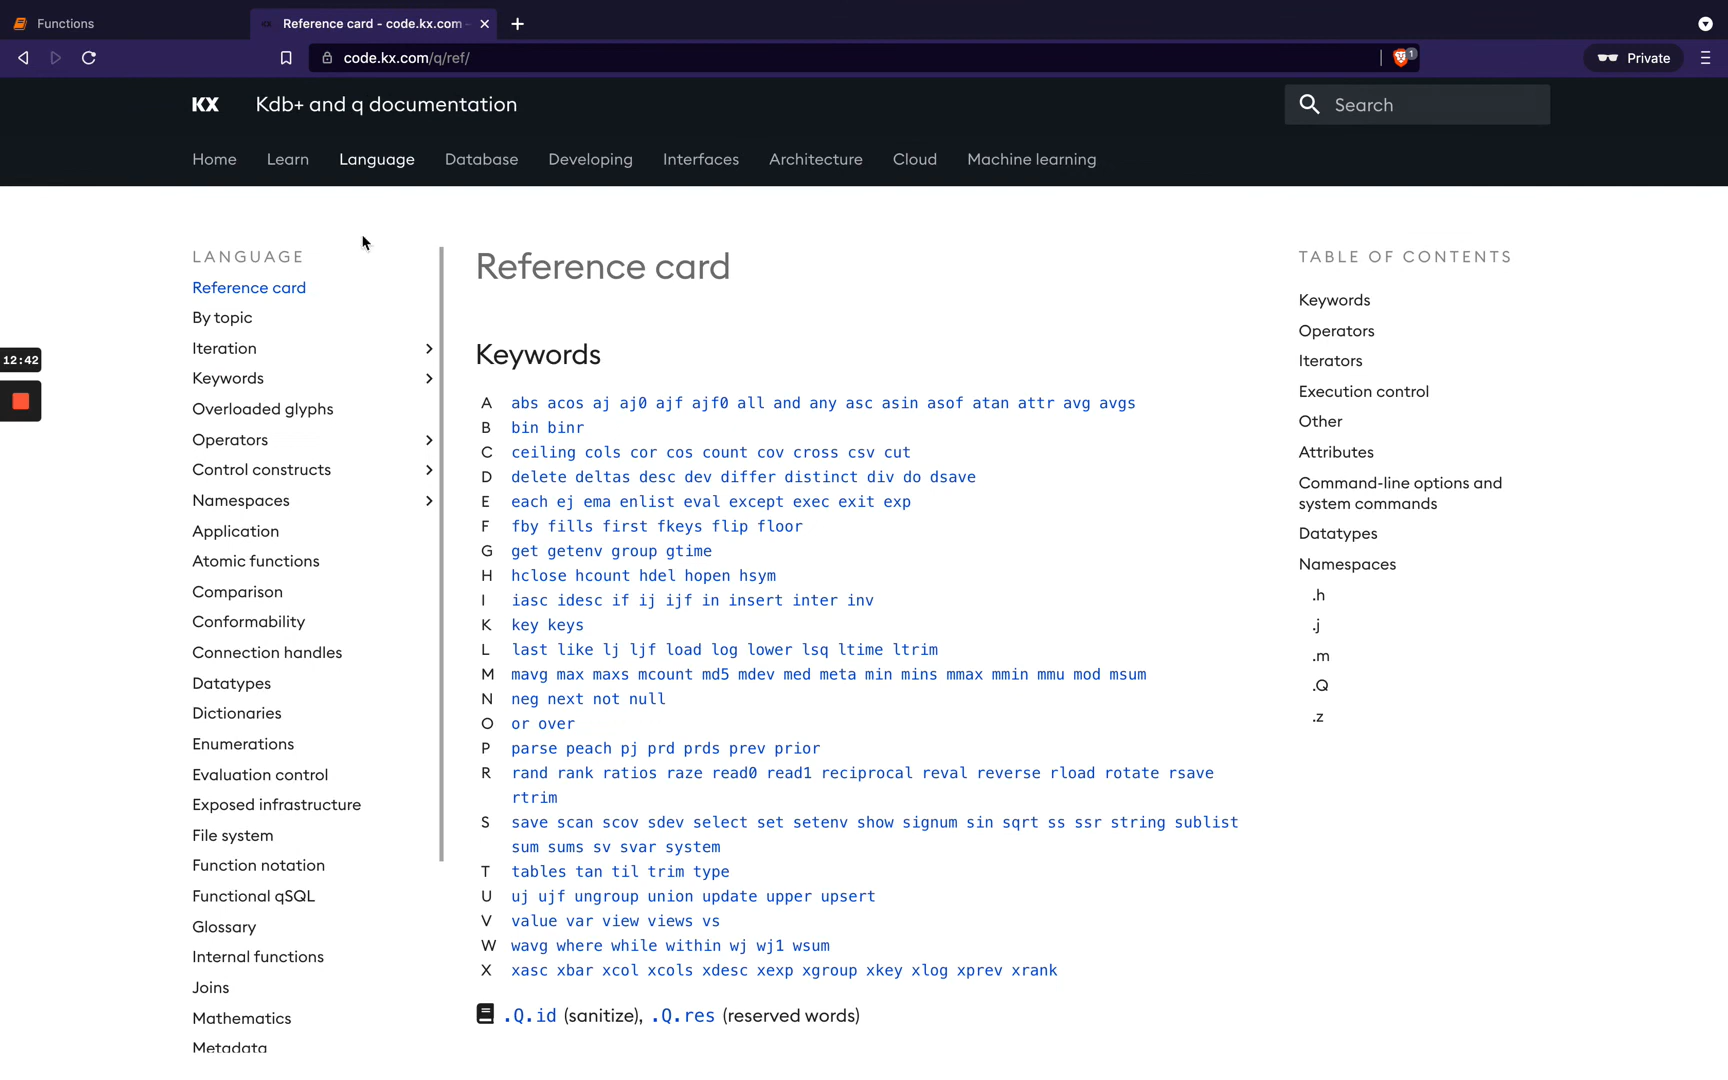 Functions
Reference card - code.kx.com -
code.kx.com/q/ref/
1
Private
KX
Kdb+ and q documentation
Search
Home Learn Language Database Developing Interfaces Architecture Cloud Machine learning
12:42
LANGUAGE
Reference card
By topic
Iteration
Keywords
Overloaded glyphs
Operators
Control constructs
Namespaces
Application
Atomic functions
Comparison
Conformability
Connection handles
Datatypes
Dictionaries
Enumerations
Evaluation control
Exposed infrastructure
File system
Function notation
Functional qSQL
Glossary
Internal functions
Joins
Mathematics
Metadata
Reference card
Keywords
A abs acos aj aj0 ajf ajf0 all and any asc asin asof atan attr avg avgs
B bin binr
C ceiling cols cor cos count cov cross csv cut
D delete deltas desc dev differ distinct div do dsave
E each ej ema enlist eval except exec exit exp
F fby fills first fkeys flip floor
G get getenv group gtime
H hclose hcount hdel hopen hsym
I iasc idesc if ij ijf in insert inter inv
K key keys
L last like lj ljf load log lower lsq ltime ltrim
M mavg max maxs mcount md5 mdev med meta min mins mmax mmin mmu mod msum
N neg next not null
O or over
P parse peach pj prd prds prev prior
R rand rank ratios raze read0 read1 reciprocal reval reverse rload rotate rsave
rtrim
S save scan scov sdev select set setenv show signum sin sqrt ss ssr string sublist
sum sums sv svar system
T tables tan til trim type
U uj ujf ungroup union update upper upsert
V value var view views vs
W wavg where while within wj wj1 wsum
X xasc xbar xcol xcols xdesc xexp xgroup xkey xlog xprev xrank
.Q.id (sanitize), .Q.res (reserved words)
TABLE OF CONTENTS
Keywords
Operators
Iterators
Execution control
Other
Attributes
Command-line options and
system commands
Datatypes
Namespaces
.h
.j
.m
.Q
.z